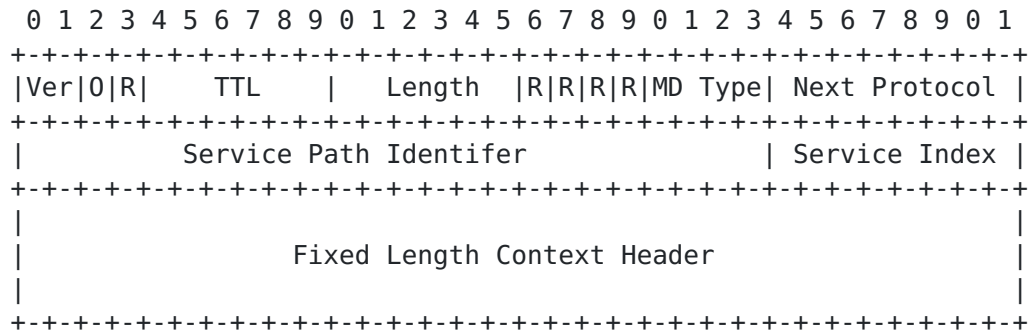 0 1 2 3 4 5 6 7 8 9 0 1 2 3 4 5 6 7 8 9 0 1 2 3 4 5 6 7 8 9 0 1
+-+-+-+-+-+-+-+-+-+-+-+-+-+-+-+-+-+-+-+-+-+-+-+-+-+-+-+-+-+-+-+-+
|Ver|O|R|    TTL    |   Length  |R|R|R|R|MD Type| Next Protocol |
+-+-+-+-+-+-+-+-+-+-+-+-+-+-+-+-+-+-+-+-+-+-+-+-+-+-+-+-+-+-+-+-+
|          Service Path Identifer               | Service Index |
+-+-+-+-+-+-+-+-+-+-+-+-+-+-+-+-+-+-+-+-+-+-+-+-+-+-+-+-+-+-+-+-+
|                                                               |
|                 Fixed Length Context Header                   |
|                                                               |
+-+-+-+-+-+-+-+-+-+-+-+-+-+-+-+-+-+-+-+-+-+-+-+-+-+-+-+-+-+-+-+-+